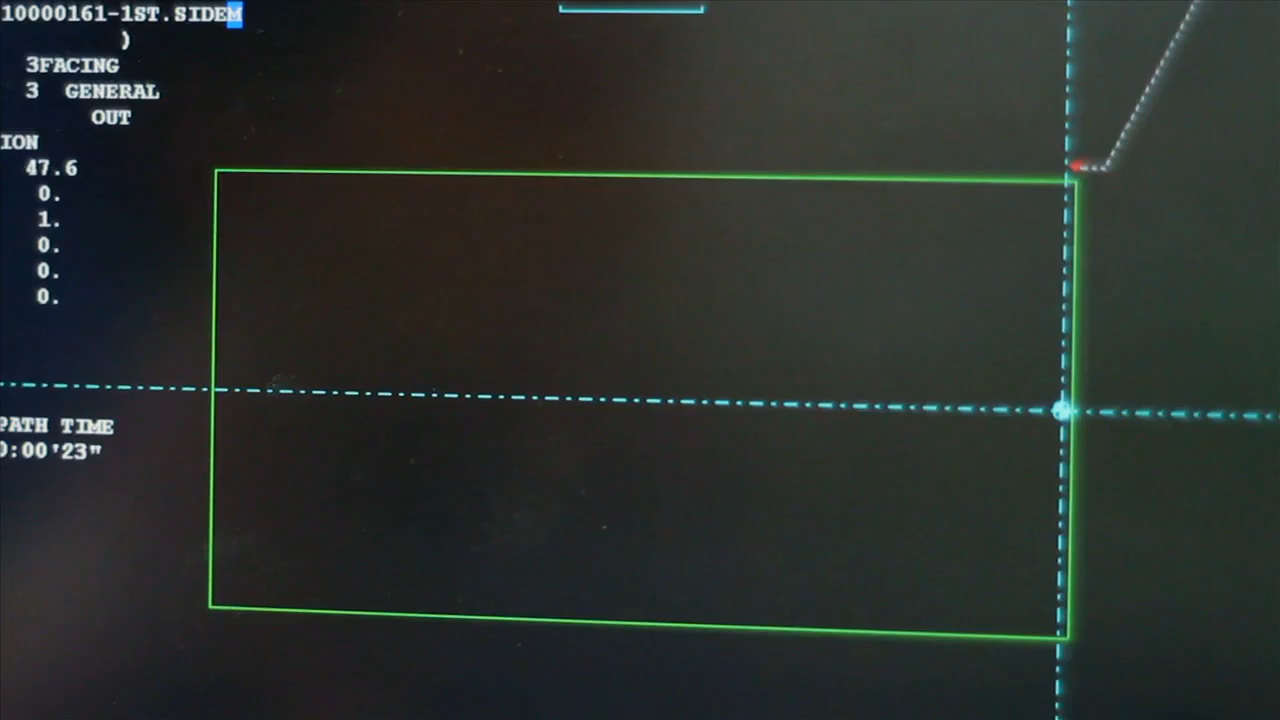 10000161-1ST.SIDEM
)
3FACING
3 GENERAL
OUT
ION
47.6
0.
1.
0.
0.
0.
PATH TIME
0:00'23"